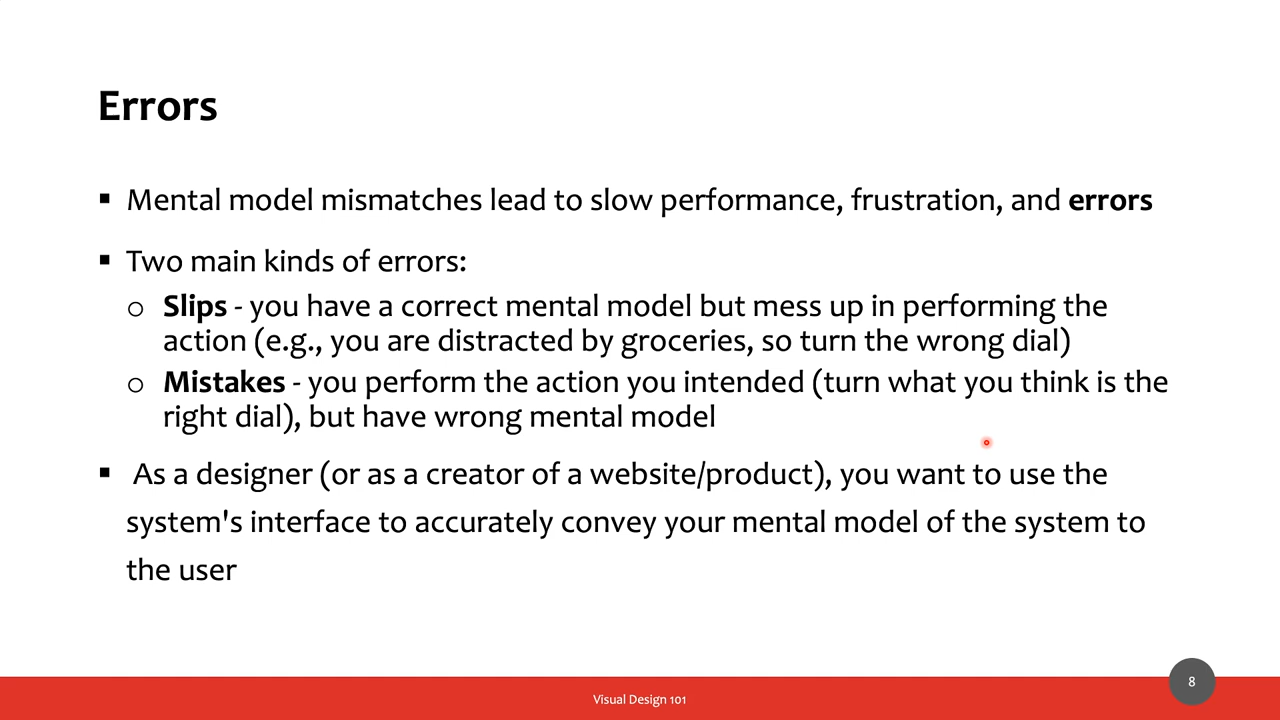 Errors
▪ Mental model mismatches lead to slow performance, frustration, and errors
▪ Two main kinds of errors:
o Slips - you have a correct mental model but mess up in performing the
action (e.g., you are distracted by groceries, so turn the wrong dial)
o Mistakes - you perform the action you intended (turn what you think is the
right dial), but have wrong mental model
▪ As a designer (or as a creator of a website/product), you want to use the
system's interface to accurately convey your mental model of the system to
the user
Visual Design 101
8